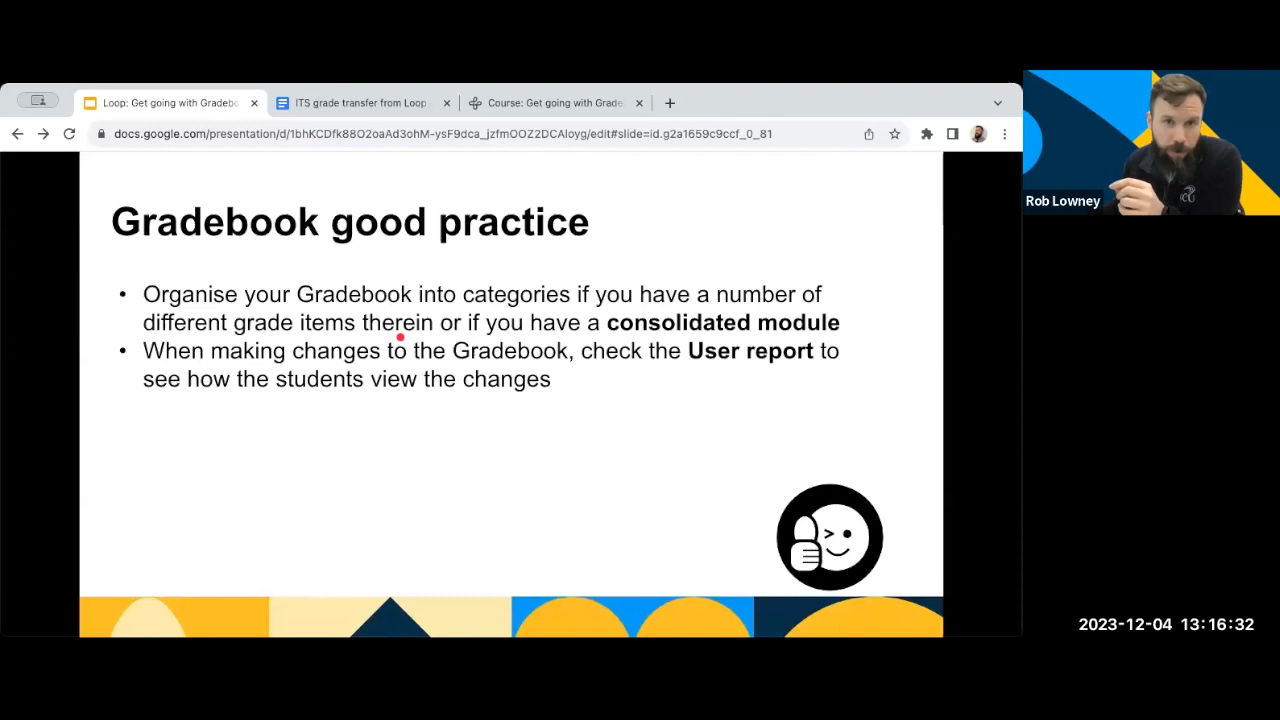 Loop: Get going with Gradebo
ITS grade transfer from Loop
Course: Get going with Grade
docs.google.com/presentation/d/1bhKCDfk88O2oaAd3ohM-ysF9dca_jzfmOOZ2DCAloyg/edit#slide=id.g2a1659c9ccf_0_81
Gradebook good practice
• Organise your Gradebook into categories if you have a number of
different grade items therein or if you have a consolidated module
• When making changes to the Gradebook, check the User report to
see how the students view the changes
Rob Lowney
2023-12-04 13:16:32